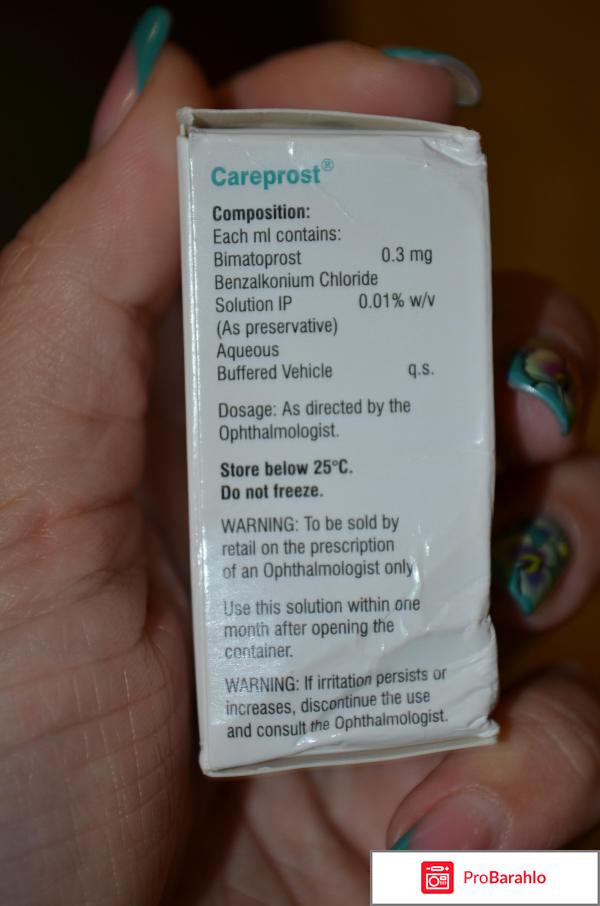 Careprost®
Composition:
Each ml contains:
Bimatoprost 0.3 mg
Benzalkonium Chloride
Solution IP 0.01% w/v
(As preservative)
Aqueous
Buffered Vehicle q.s.
Dosage: As directed by the
Ophthalmologist.
Store below 25°C.
Do not freeze.
WARNING: To be sold by
retail on the prescription
of an Ophthalmologist only
Use this solution within one
month after opening the
container.
WARNING: If irritation persists or
increases, discontinue the use
and consult the Ophthalmologist.
ProBarahlo